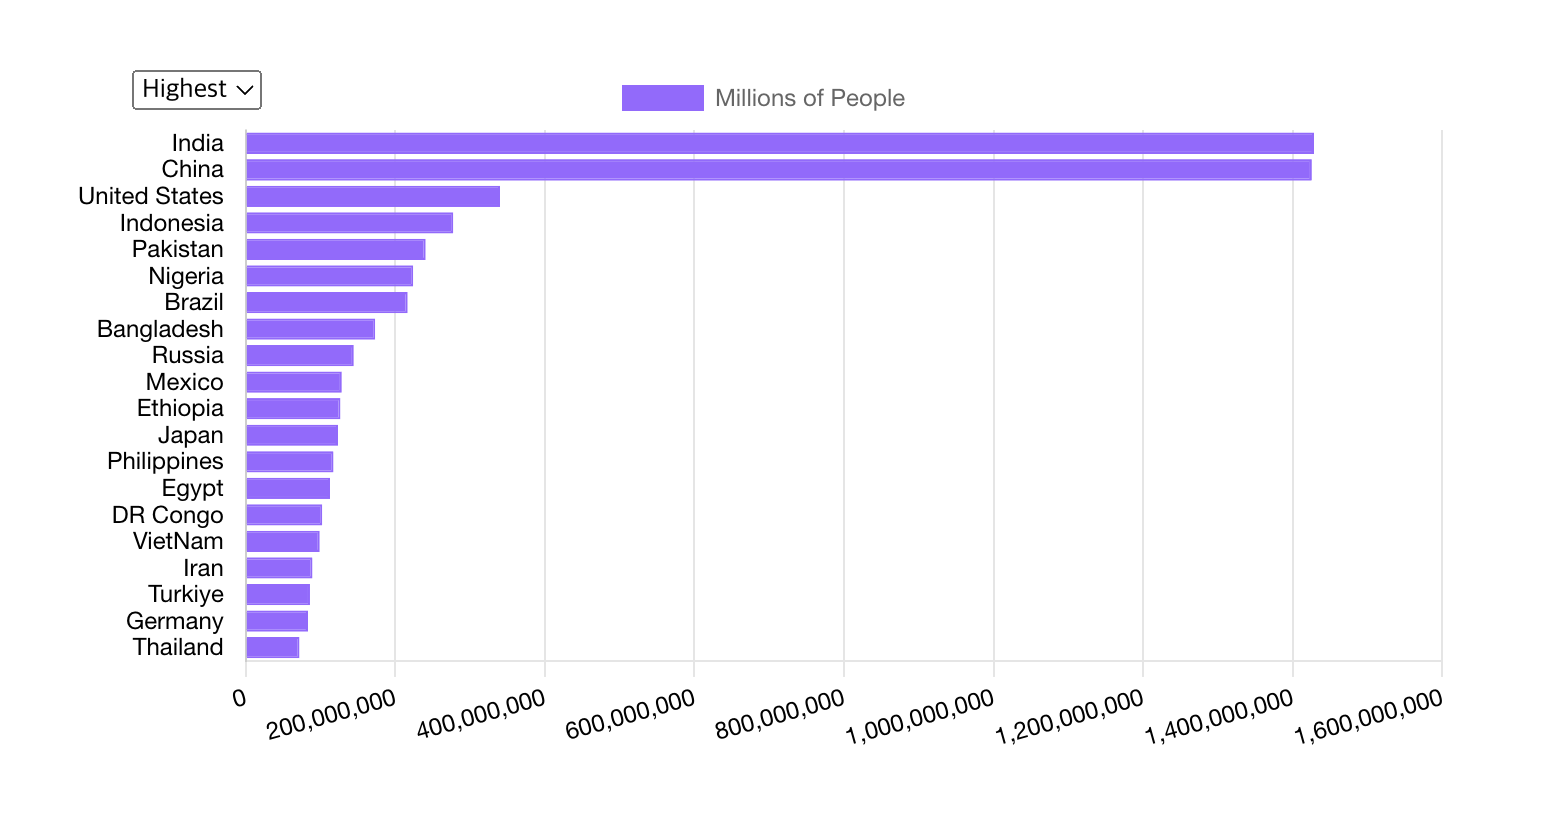 Highest
Millions of People
India
China
United States
Indonesia
Pakistan
Nigeria
Brazil
Bangladesh
Russia
Mexico
Ethiopia
Japan
Philippines
Egypt
DR Congo
VietNam
Iran
Turkiye
Germany
Thailand
0
200,000,000
400,000,000
600,000,000
800,000,000
1,000,000,000
1,200,000,000
1,400,000,000
1,600,000,000